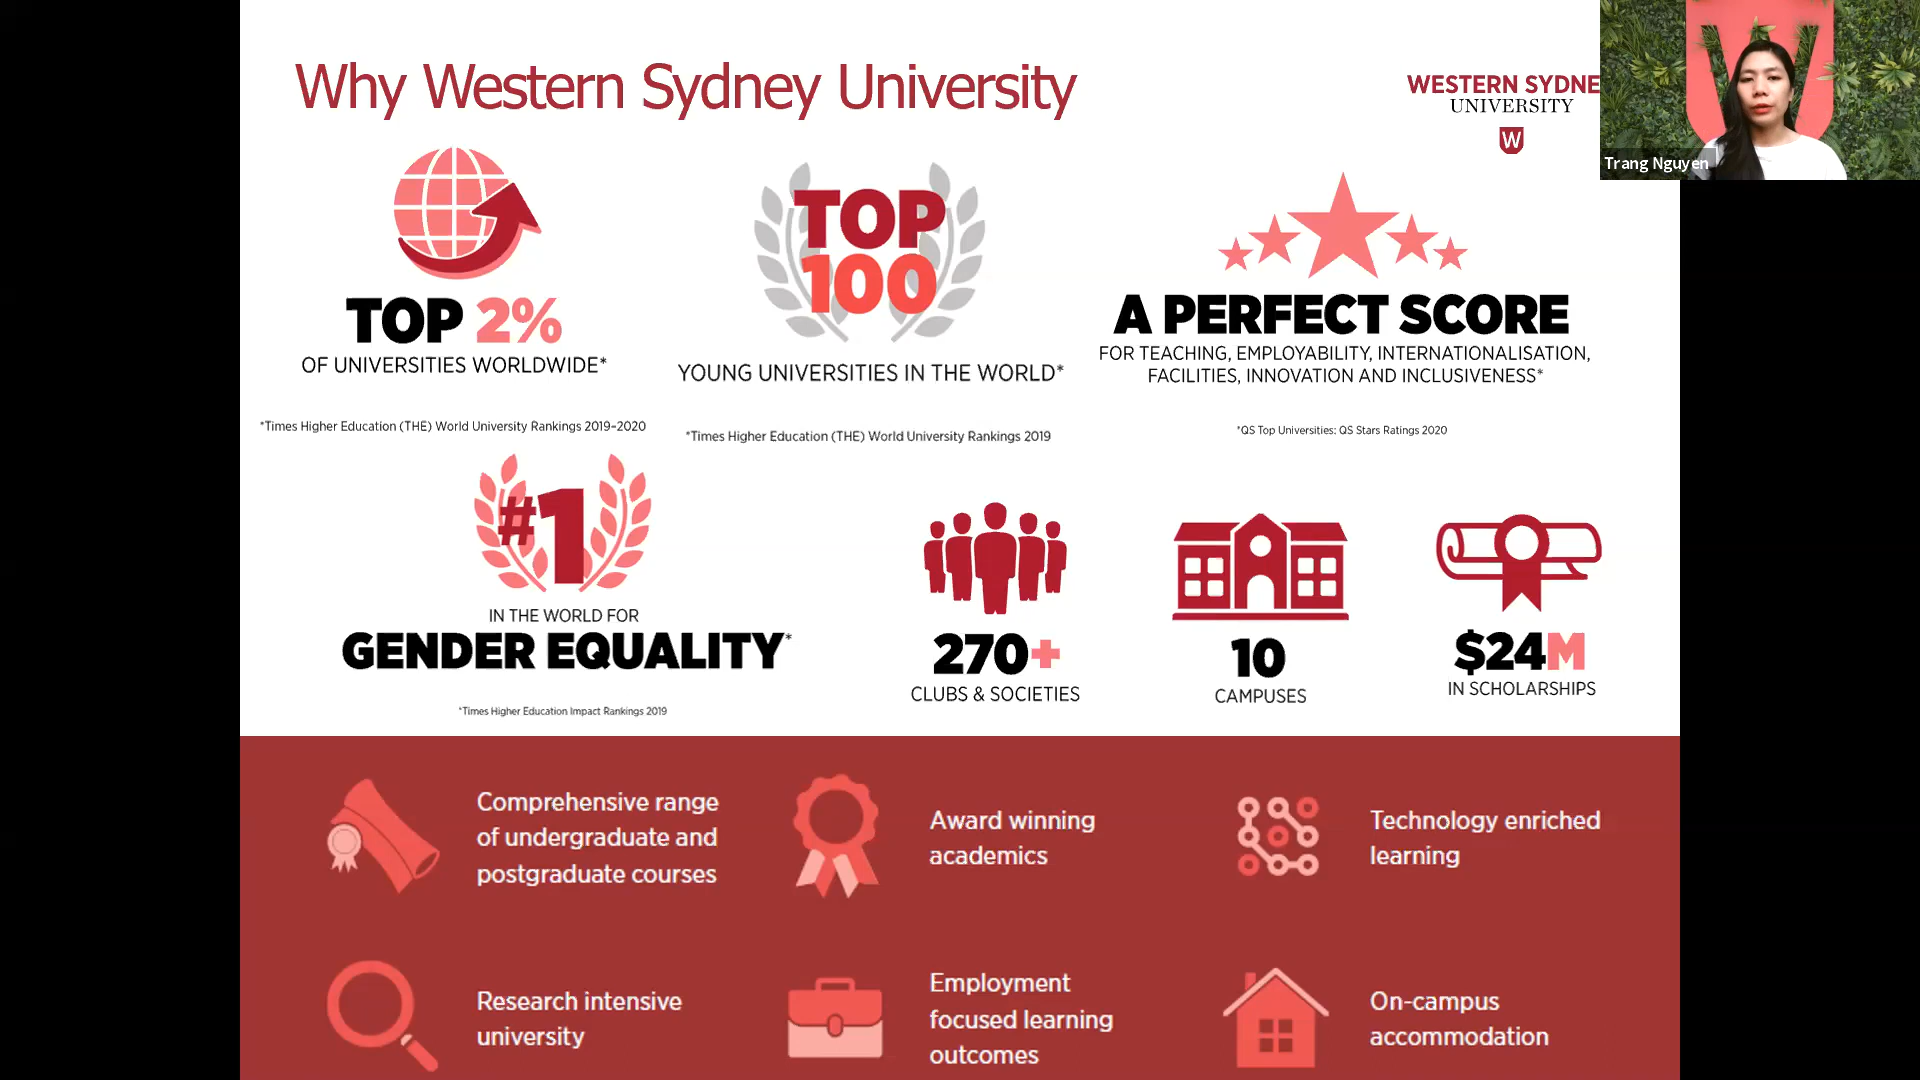 Why Western Sydney University
WESTERN SYDNE
UNIVERSITY
W
Trang Nguyen
TOP 2%
OF UNIVERSITIES WORLDWIDE*
*Times Higher Education (THE) World University Rankings 2019-2020
TOP
100
YOUNG UNIVERSITIES IN THE WORLD*
*Times Higher Education (THE) World University Rankings 2019
A PERFECT SCORE
FOR TEACHING, EMPLOYABILITY, INTERNATIONALISATION,
FACILITIES, INNOVATION AND INCLUSIVENESS*
*QS Top Universities: QS Stars Ratings 2020
#1
IN THE WORLD FOR
GENDER EQUALITY*
*Times Higher Education Impact Rankings 2019
270+
CLUBS & SOCIETIES
10
CAMPUSES
$24M
IN SCHOLARSHIPS
Comprehensive range
of undergraduate and
postgraduate courses
Award winning
academics
Technology enriched
learning
Research intensive
university
Employment
focused learning
outcomes
On-campus
accommodation